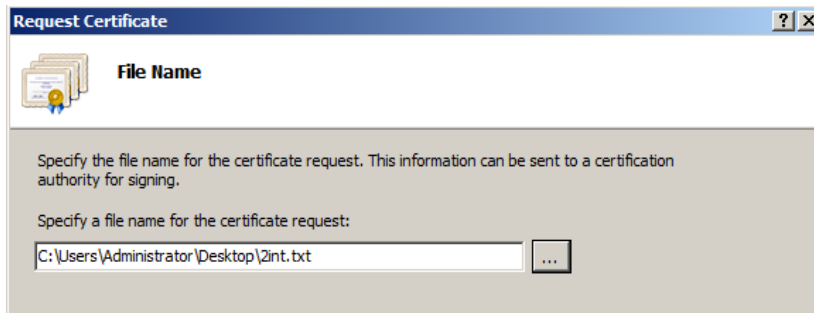 Request Certificate
File Name
Specify the file name for the certificate request. This information can be sent to a certification
authority for signing.
Specify a file name for the certificate request:
C:\Users\Administrator\Desktop\2int.txt
...